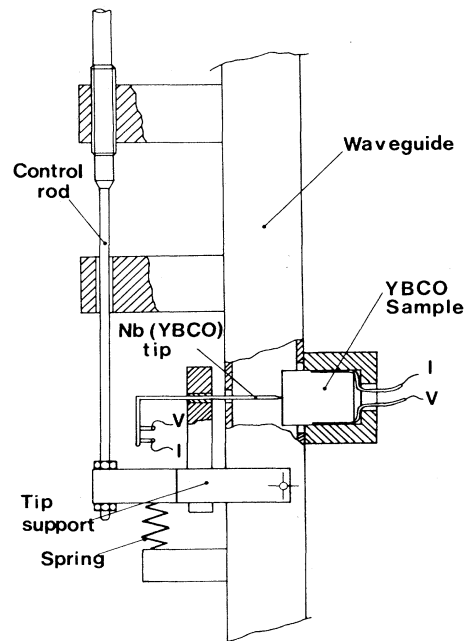 Waveguide
Control
rod
YBCO
Sample
Nb (YBCO)
tip
I
V
V
I
Tip
support
Spring